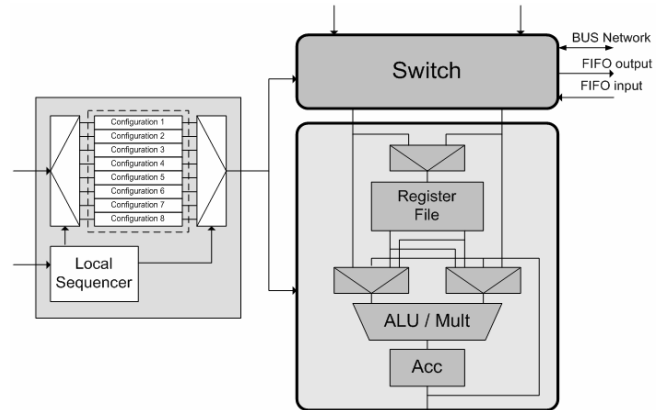 BUS Network
Switch
FIFO output
FIFO input
Configuration 1
Configuration 2
Configuration 3
Configuration 4
Configuration 5
Configuration 6
Configuration 7
Configuration 8
Local
Sequencer
Register
File
ALU / Mult
Acc